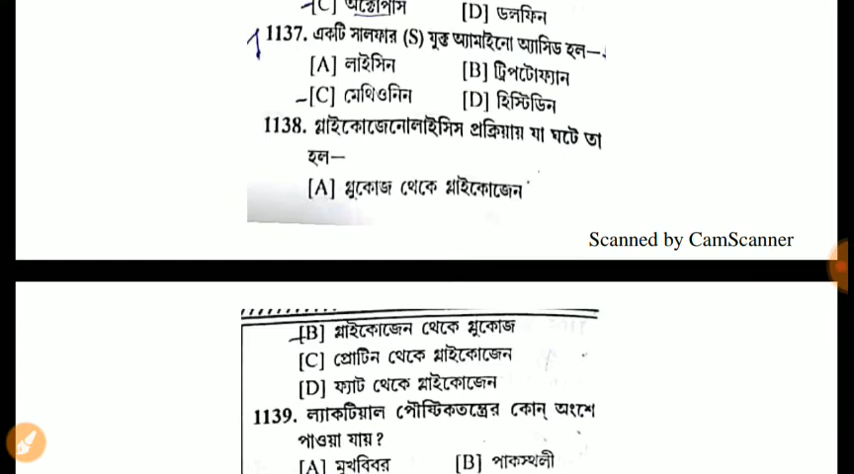 [C] অক্টোপাস [D] ডলফিন
1137. একটি সালফার (S) যুক্ত অ্যামাইনো অ্যাসিড হল—
[A] লাইসিন [B] ট্রিপটোফ্যান
[C] মেথিওনিন [D] হিস্টিডিন
1138. গ্লাইকোজেনোলাইসিস প্রক্রিয়ায় যা ঘটে তা
হল—
[A] গ্লুকোজ থেকে গ্লাইকোজেন
Scanned by CamScanner
[B] গ্লাইকোজেন থেকে গ্লুকোজ
[C] প্রোটিন থেকে গ্লাইকোজেন
[D] ফ্যাট থেকে গ্লাইকোজেন
1139. ল্যাকটিয়াল পৌষ্টিকতন্ত্রের কোন্ অংশে
পাওয়া যায়?
[A] মুখবিবর [B] পাকস্থলী